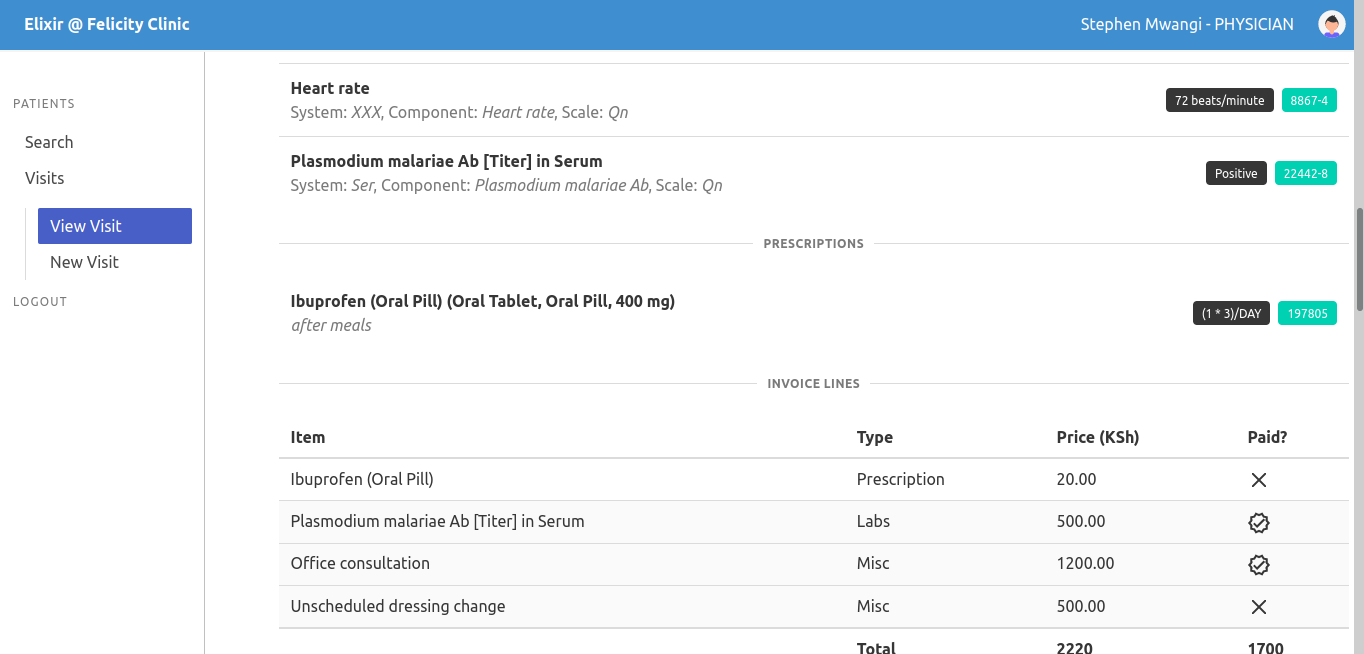 Elixir @ Felicity Clinic
Stephen Mwangi - PHYSICIAN
PATIENTS
Search
Visits
View Visit
New Visit
LOGOUT
Heart rate
System: XXX, Component: Heart rate, Scale: Qn
72 beats/minute 8867-4
Plasmodium malariae Ab [Titer] in Serum
System: Ser, Component: Plasmodium malariae Ab, Scale: Qn
Positive 22442-8
PRESCRIPTIONS
Ibuprofen (Oral Pill) (Oral Tablet, Oral Pill, 400 mg)
after meals
(1 * 3)/DAY 197805
INVOICE LINES
Item Type Price (KSh) Paid?
Ibuprofen (Oral Pill) Prescription 20.00
Plasmodium malariae Ab [Titer] in Serum Labs 500.00
Office consultation Misc 1200.00
Unscheduled dressing change Misc 500.00
Total 2220 1700